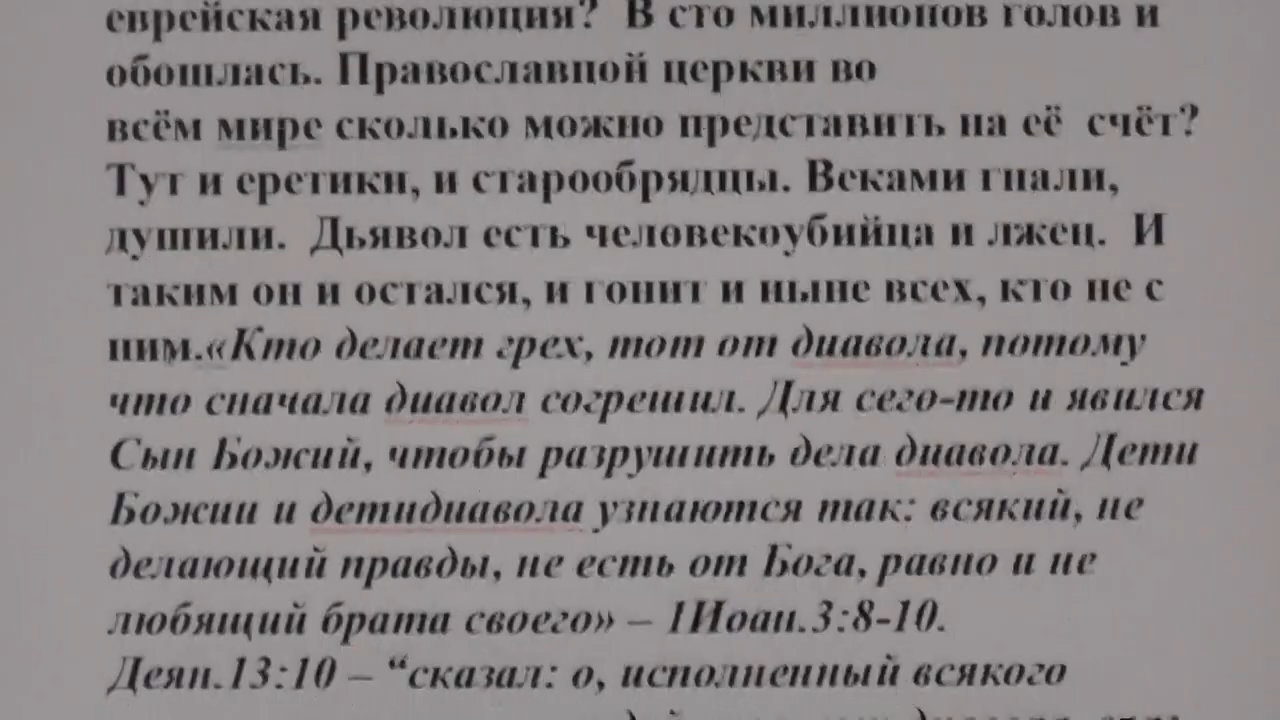 еврейская революция? В сто миллионов голов и
обошлась. Православной церкви во
всём мире сколько можно представить на её счёт?
Тут и еретики, и старообрядцы. Веками гнали,
душили. Дьявол есть человекоубийца и лжец. И
таким он и остался, и гонит и ныне всех, кто не с
ним.«Кто делает грех, тот от диавола, потому
что сначала диавол согрешил. Для сего-то и явился
Сын Божий, чтобы разрушить дела диавола. Дети
Божии и детидиавола узнаются так: всякий, не
делающий правды, не есть от Бога, равно и не
любящий брата своего» – 1Иоан.3:8-10.
Деян.13:10 – “сказал: о, исполненный всякого